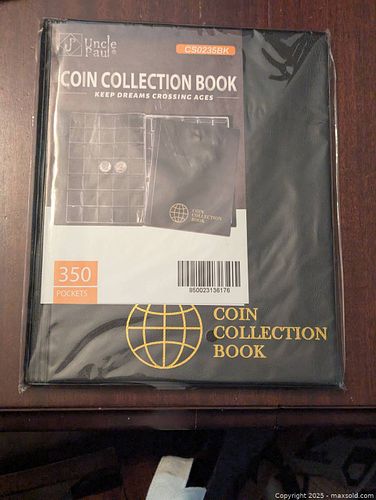 Uncle
Paul®
CS0235BK
COIN COLLECTION BOOK
KEEP DREAMS CROSSING AGES
COIN
COLLECTION
BOOK
350
POCKETS
850023136176
COIN
COLLECTION
BOOK
Copyright 2025 - maxsold.com